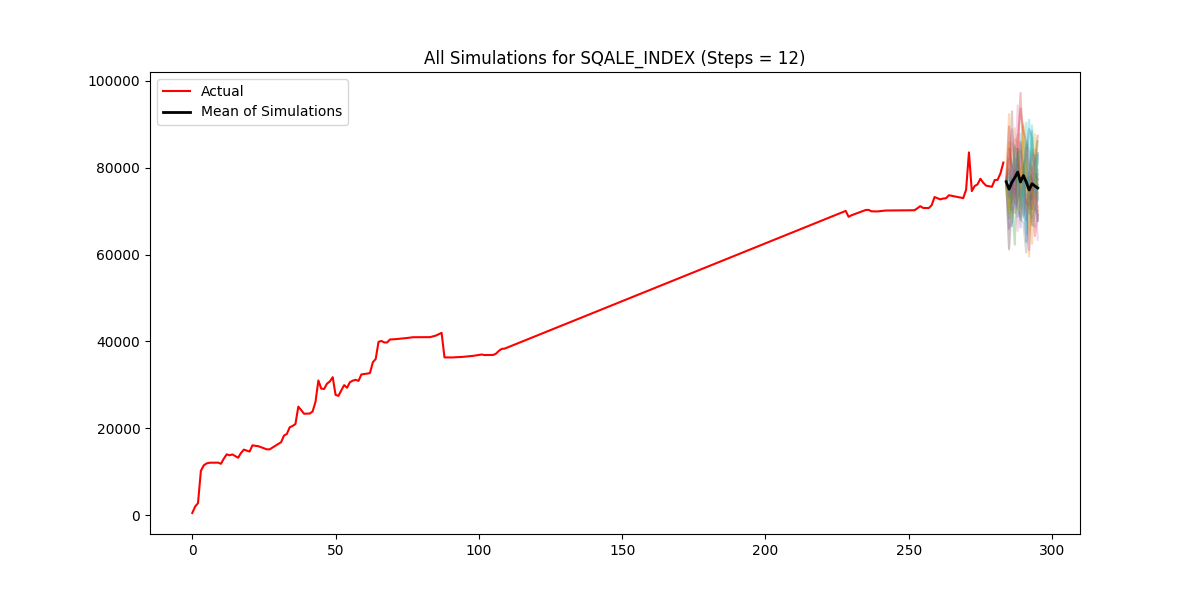 All Simulations for SQALE_INDEX (Steps = 12)
Actual
Mean of Simulations
100000
80000
60000
40000
20000
0
0 50 100 150 200 250 300